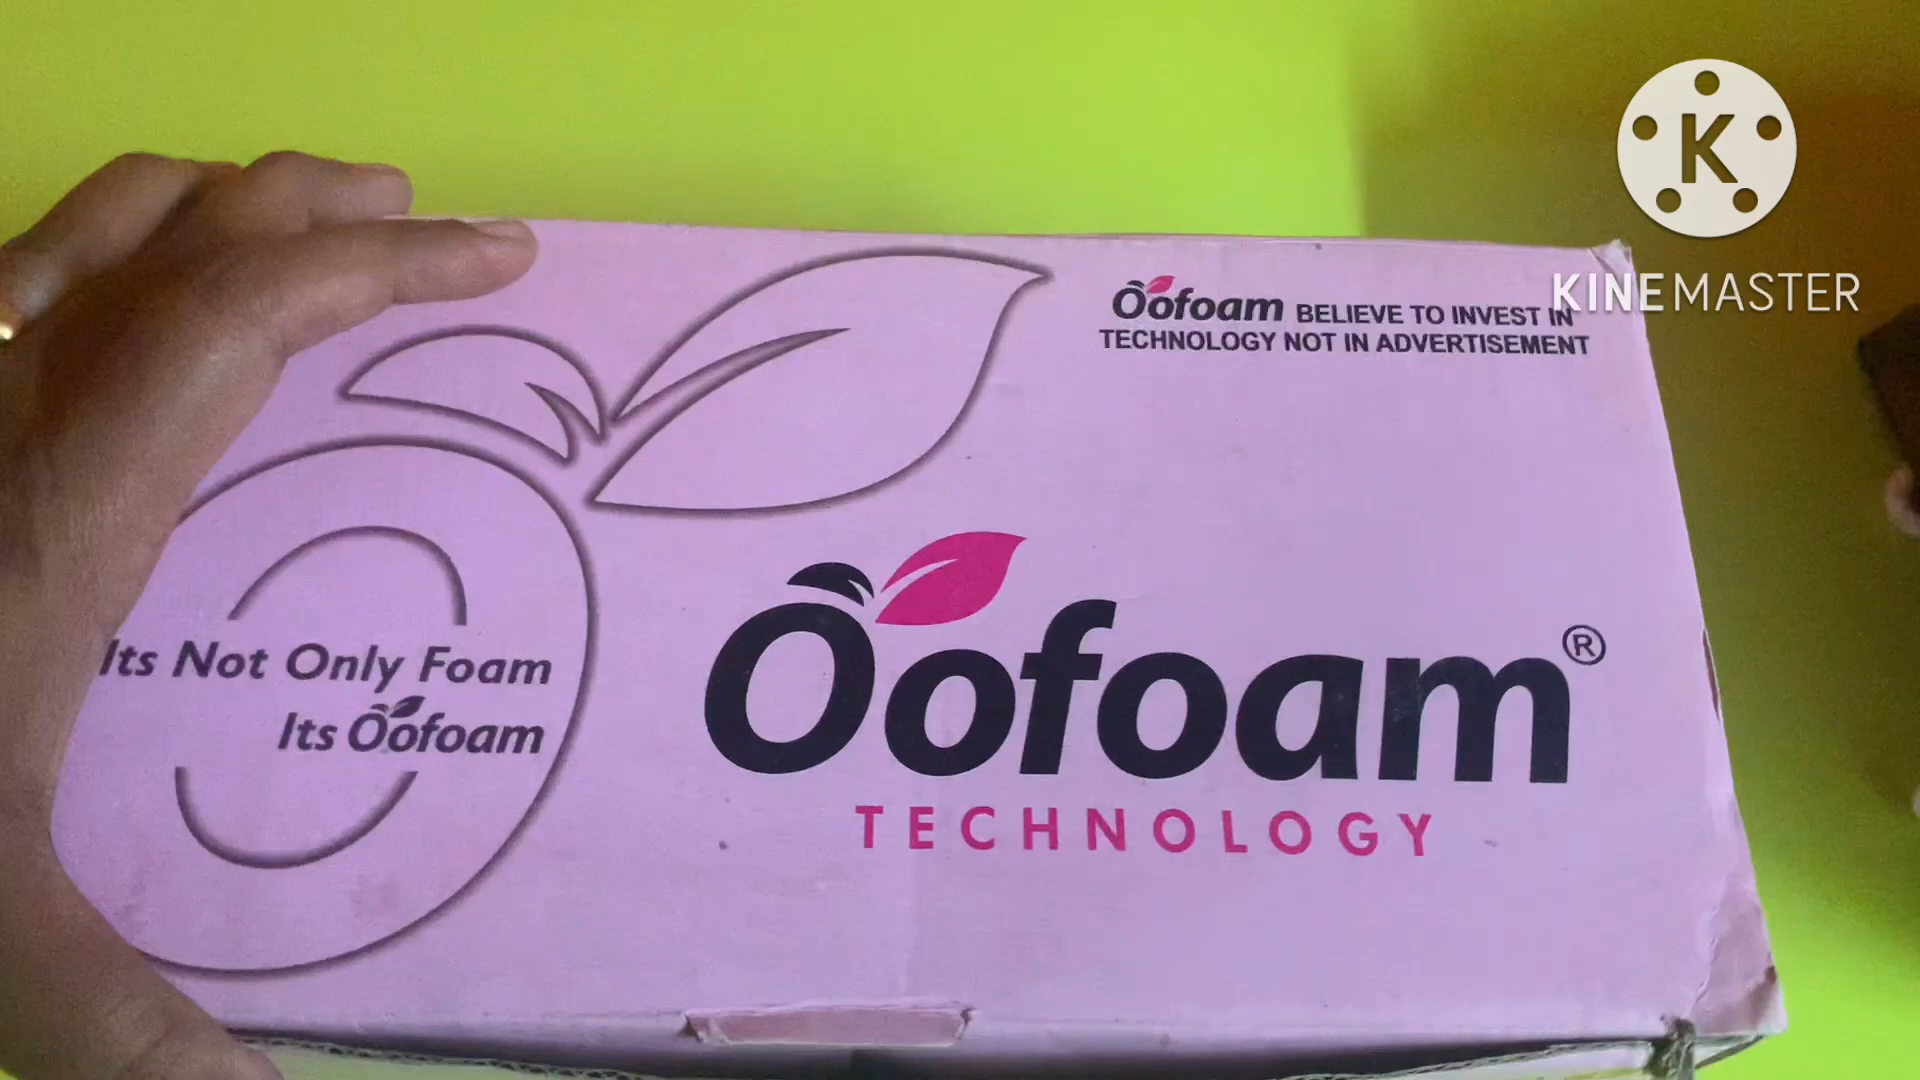 KINEMASTER
Oofoam BELIEVE TO INVEST IN
TECHNOLOGY NOT IN ADVERTISEMENT
Its Not Only Foam
Its Oofoam
Oofoam®
TECHNOLOGY